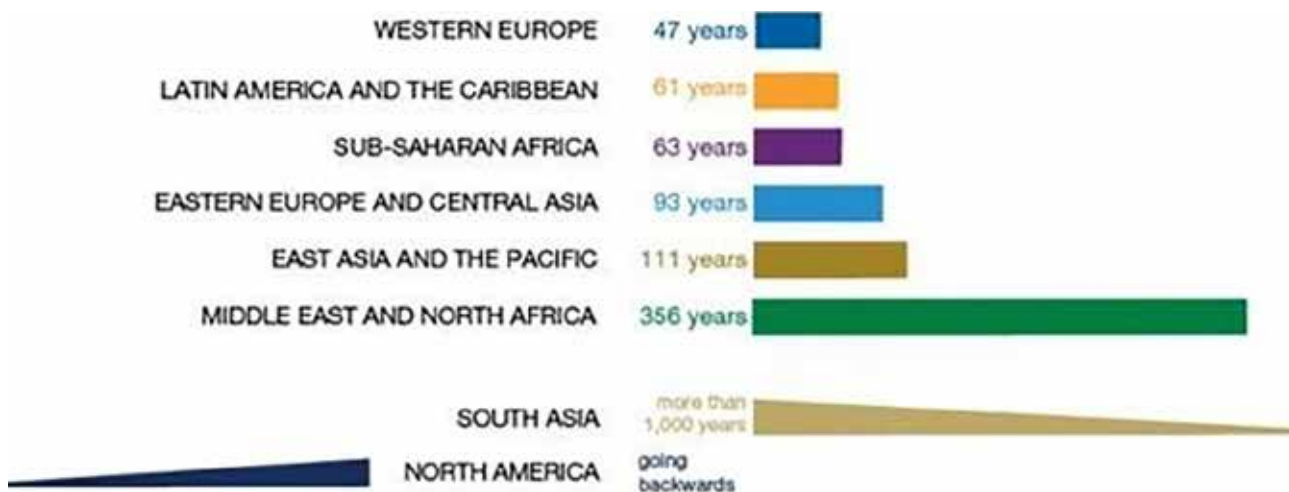 WESTERN EUROPE 47 years
LATIN AMERICA AND THE CARIBBEAN 61 years
SUB-SAHARAN AFRICA 63 years
EASTERN EUROPE AND CENTRAL ASIA 93 years
EAST ASIA AND THE PACIFIC 111 years
MIDDLE EAST AND NORTH AFRICA 356 years
SOUTH ASIA more than
1,000 years
NORTH AMERICA going
backwards